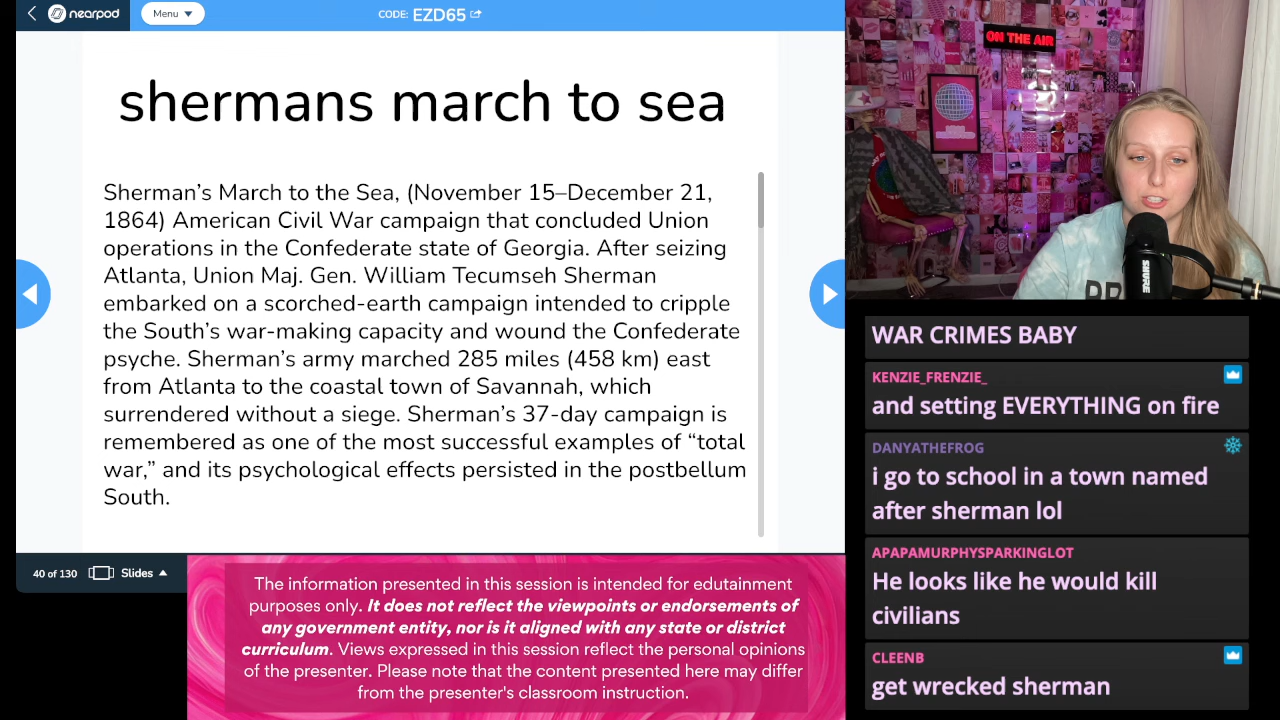 nearpod
Menu
CODE: EZD65
shermans march to sea
Sherman's March to the Sea, (November 15–December 21,
1864) American Civil War campaign that concluded Union
operations in the Confederate state of Georgia. After seizing
Atlanta, Union Maj. Gen. William Tecumseh Sherman
embarked on a scorched-earth campaign intended to cripple
the South's war-making capacity and wound the Confederate
psyche. Sherman's army marched 285 miles (458 km) east
from Atlanta to the coastal town of Savannah, which
surrendered without a siege. Sherman's 37-day campaign is
remembered as one of the most successful examples of “total
war,” and its psychological effects persisted in the postbellum
South.
40 of 130
Slides
The information presented in this session is intended for edutainment
purposes only. It does not reflect the viewpoints or endorsements of
any government entity, nor is it aligned with any state or district
curriculum. Views expressed in this session reflect the personal opinions
of the presenter. Please note that the content presented here may differ
from the presenter's classroom instruction.
ON THE AIR
SHURE
WAR CRIMES BABY
KENZIE_FRENZIE_
and setting EVERYTHING on fire
DANYATHEFROG
i go to school in a town named
after sherman lol
APAPAMURPHYSPARKINGLOT
He looks like he would kill
civilians
CLEENB
get wrecked sherman